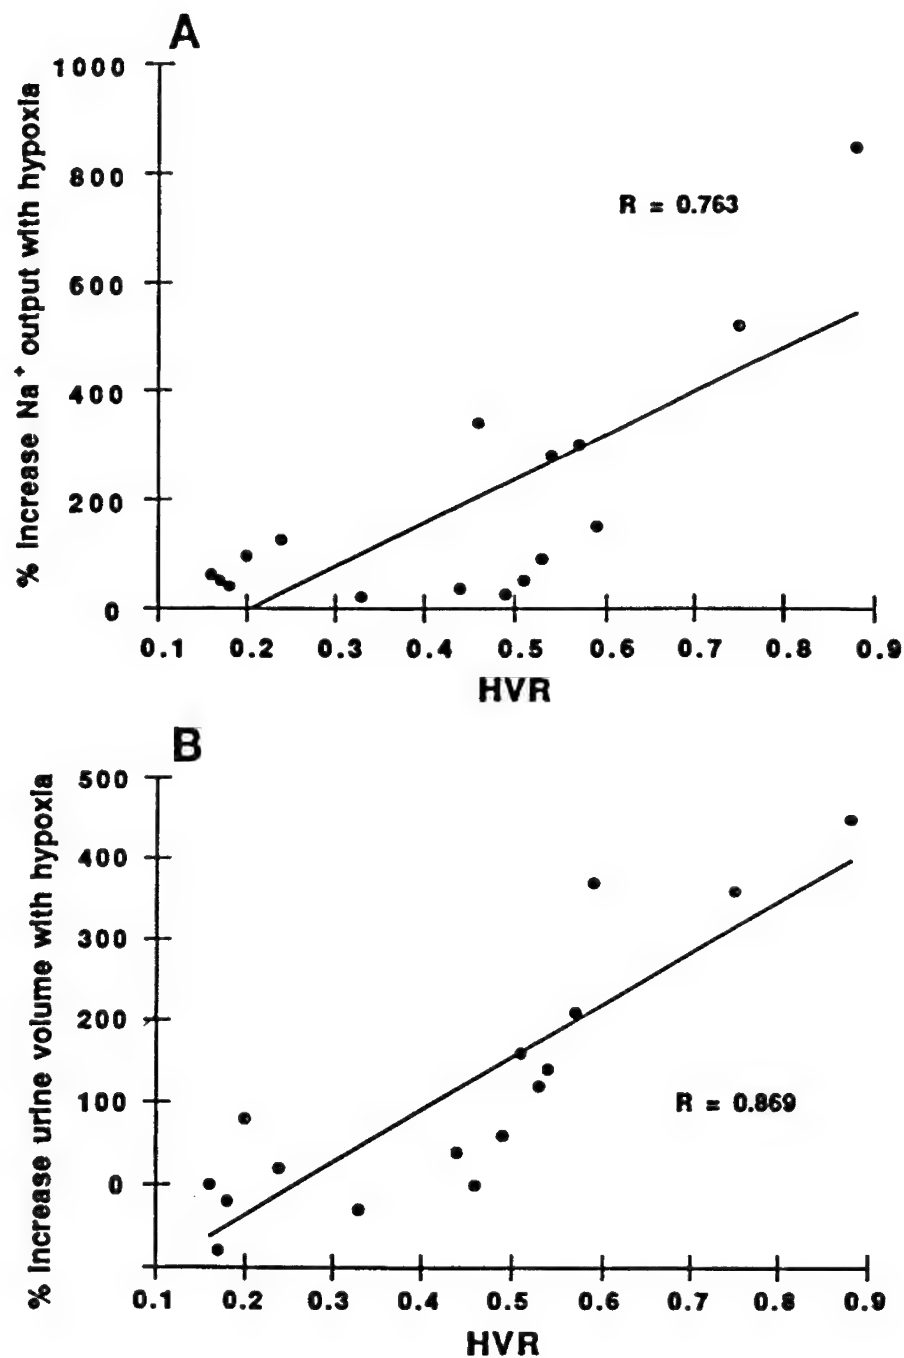 A
1000
800
600
400
200
0
% Increase Na+ output with hypoxia
R = 0.763
0.1 0.2 0.3 0.4 0.5 0.6 0.7 0.8 0.9
HVR
B
500
400
300
200
100
0
% Increase urine volume with hypoxia
R = 0.869
0.1 0.2 0.3 0.4 0.5 0.6 0.7 0.8 0.9
HVR